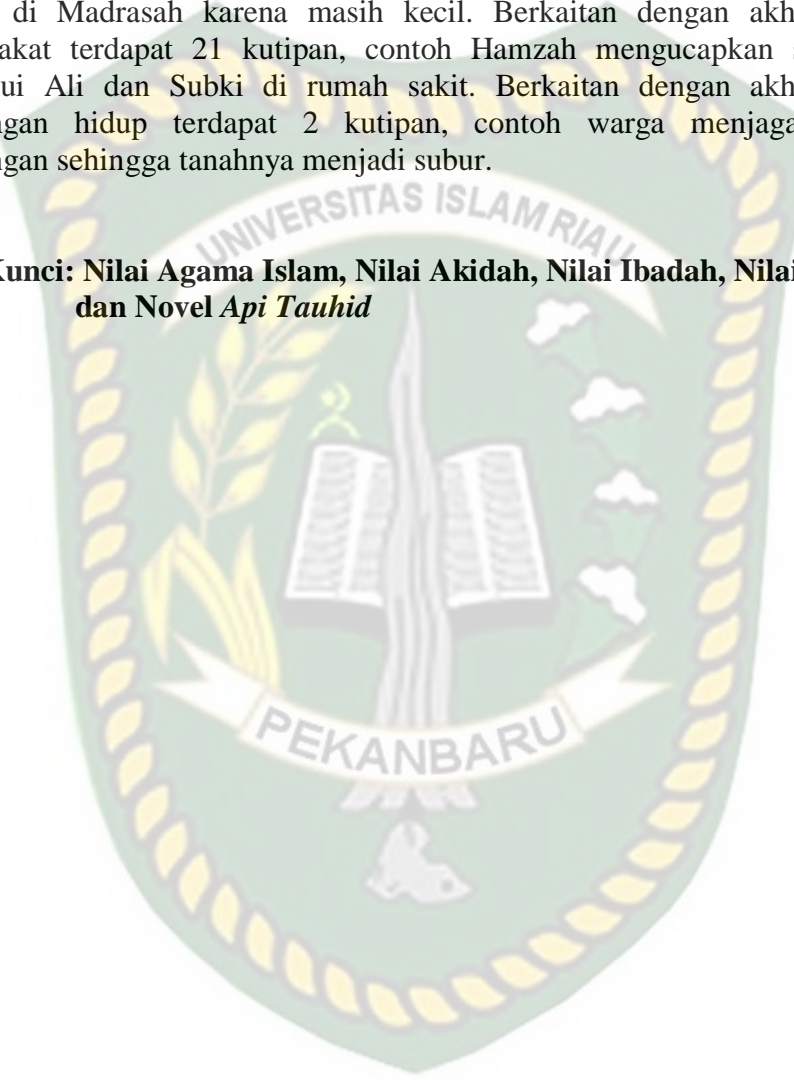 di Madrasah karena masih kecil. Berkaitan dengan akh
akat terdapat 21 kutipan, contoh Hamzah mengucapkan s
ui Ali dan Subki di rumah sakit. Berkaitan dengan akh
ngan hidup terdapat 2 kutipan, contoh warga menjaga
ngan sehingga tanahnya menjadi subur.
UNIVERSITAS ISLAM RIAU
Kunci: Nilai Agama Islam, Nilai Akidah, Nilai Ibadah, Nilai
dan Novel Api Tauhid
PEKANBARU